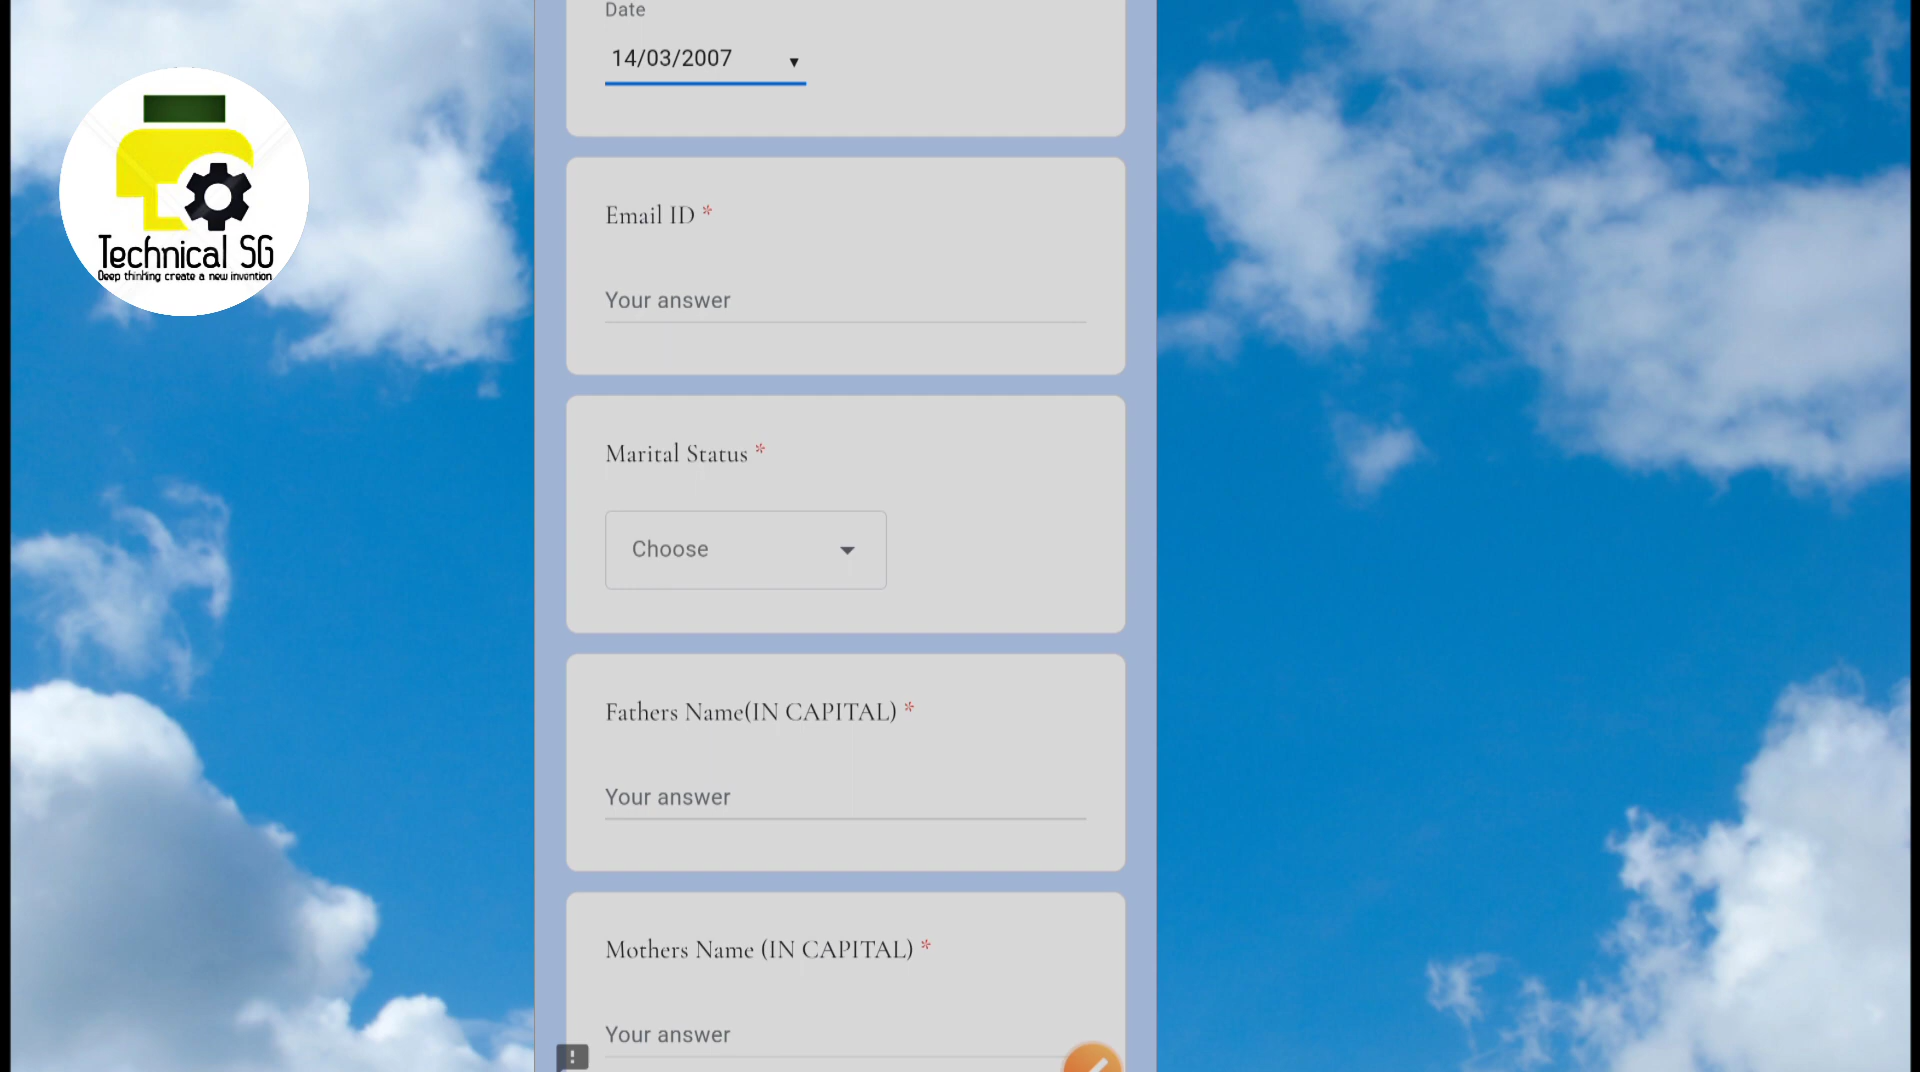 Date
14/03/2007
Technical SG
Deep thinking create a new invention
Email ID *
Your answer
Marital Status *
Choose
Fathers Name(IN CAPITAL) *
Your answer
Mothers Name (IN CAPITAL) *
Your answer